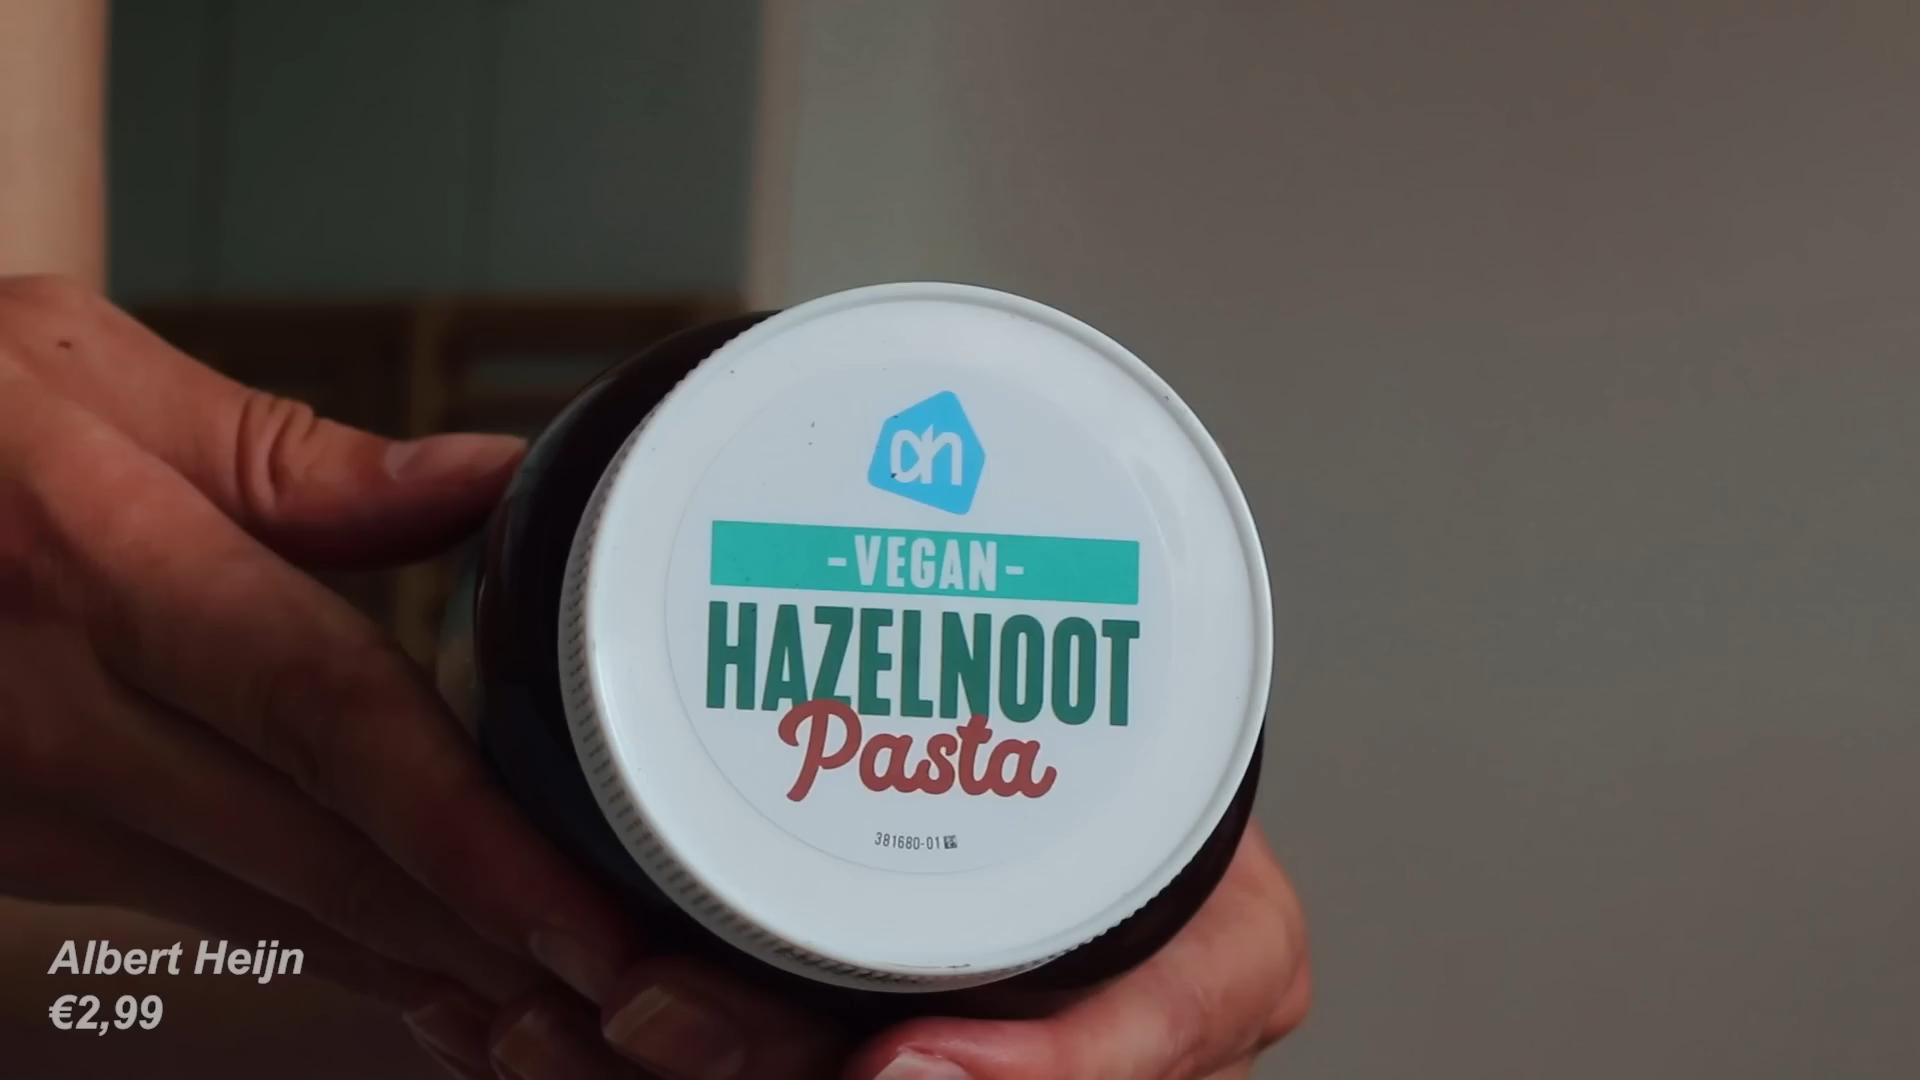 ah
-VEGAN-
HAZELNOOT
Pasta
381680-01
Albert Heijn
€2,99